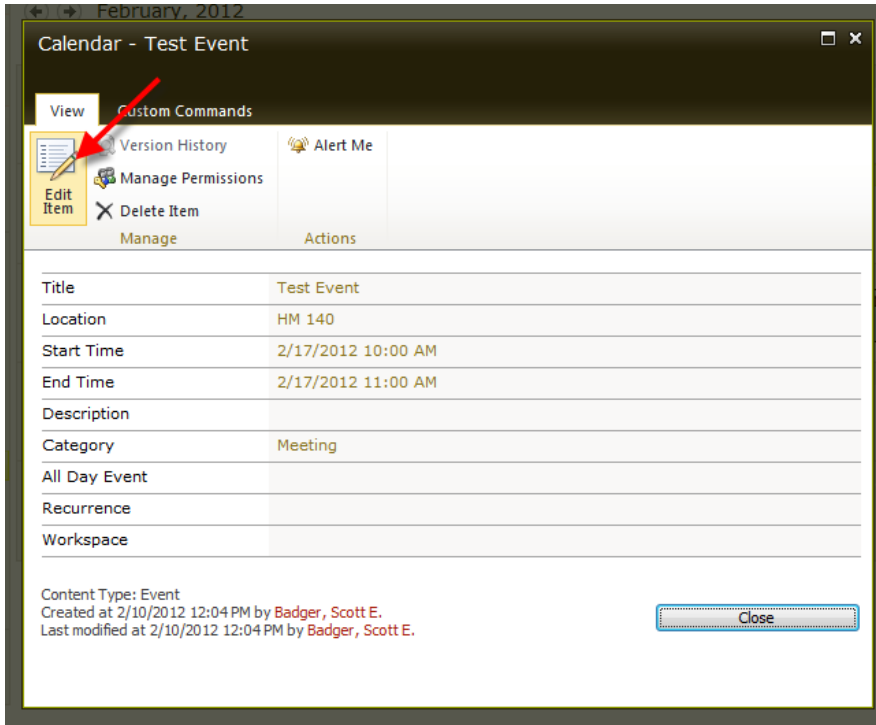 February, 2012
Calendar - Test Event
View Custom Commands
Edit Item
Version History
Manage Permissions
Delete Item
Manage
Alert Me
Actions
Title Test Event
Location HM 140
Start Time 2/17/2012 10:00 AM
End Time 2/17/2012 11:00 AM
Description
Category Meeting
All Day Event
Recurrence
Workspace
Content Type: Event
Created at 2/10/2012 12:04 PM by Badger, Scott E.
Last modified at 2/10/2012 12:04 PM by Badger, Scott E.
Close